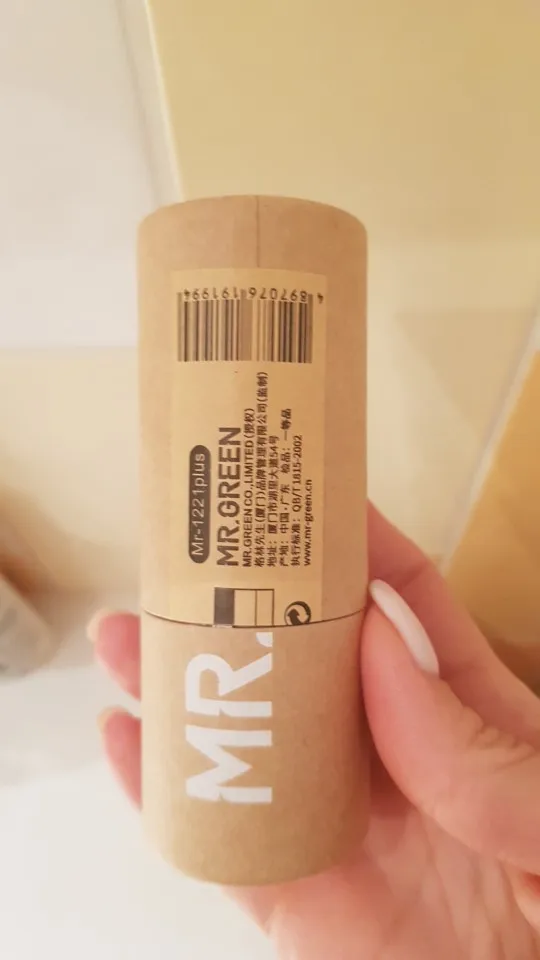 4897076191994
Mr-1221plus
MR.GREEN
MR.GREEN CO.,LIMITED(授权)
格林先生(厦门)品牌管理有限公司(监制)
地址: 厦门市湖里大道54号
产地: 中国·广东 检品: 一等品
执行标准: QB/T 1815-2002
www.mr-green.cn
MR.